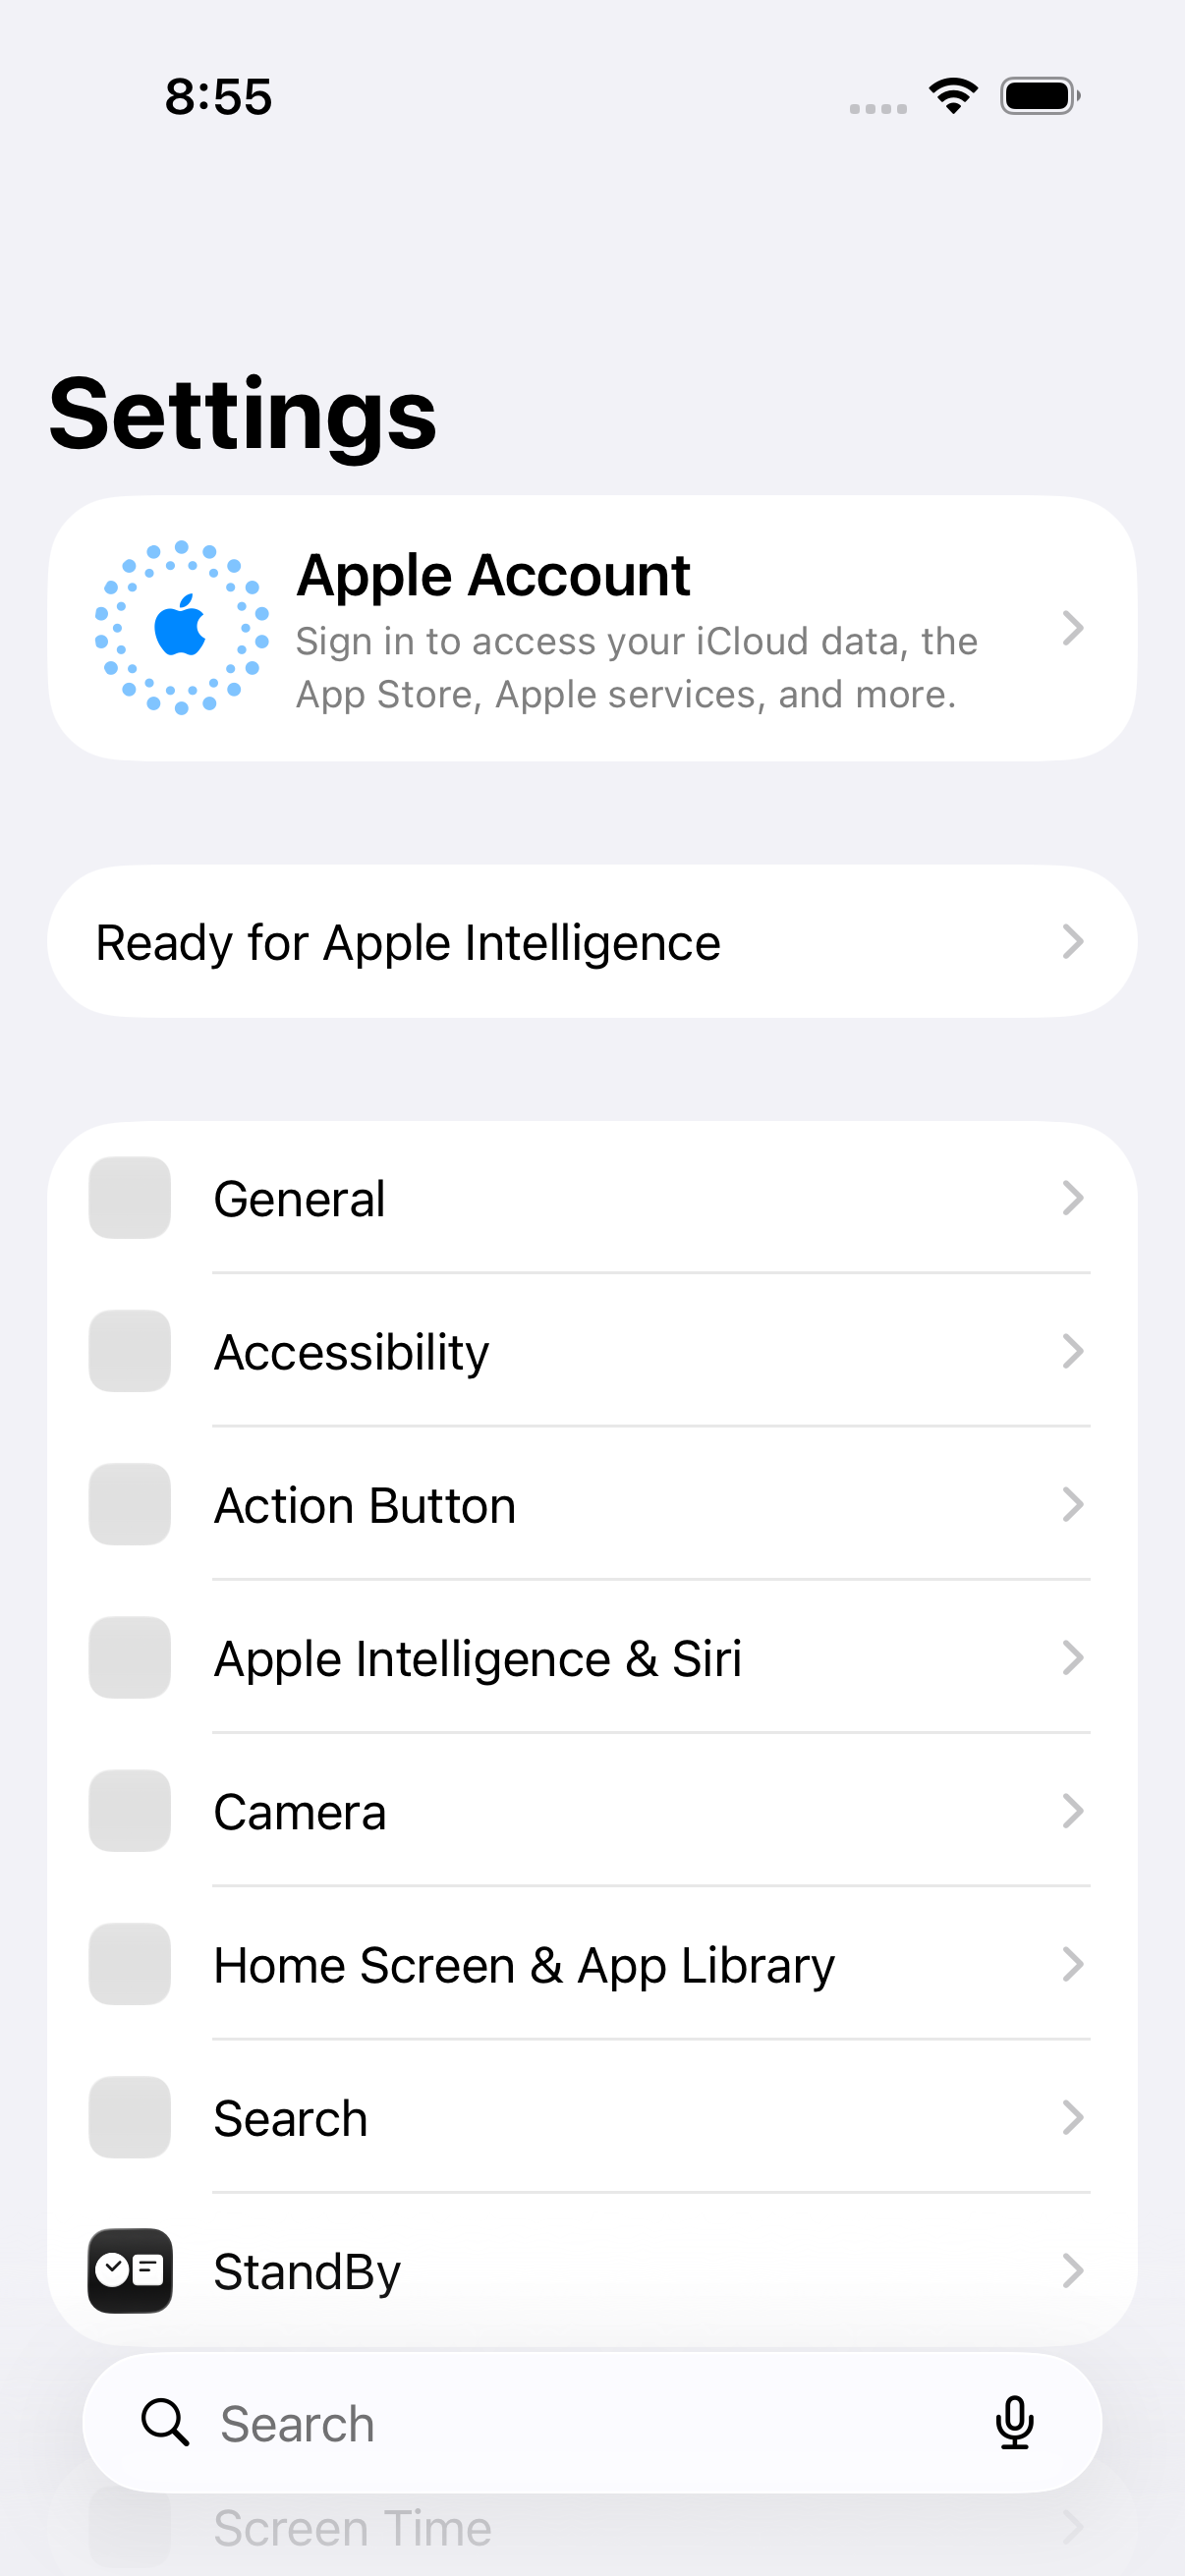 8:55
Settings
Apple Account
Sign in to access your iCloud data, the
App Store, Apple services, and more.
Ready for Apple Intelligence
General
Accessibility
Action Button
Apple Intelligence & Siri
Camera
Home Screen & App Library
Search
StandBy
Search
Screen Time